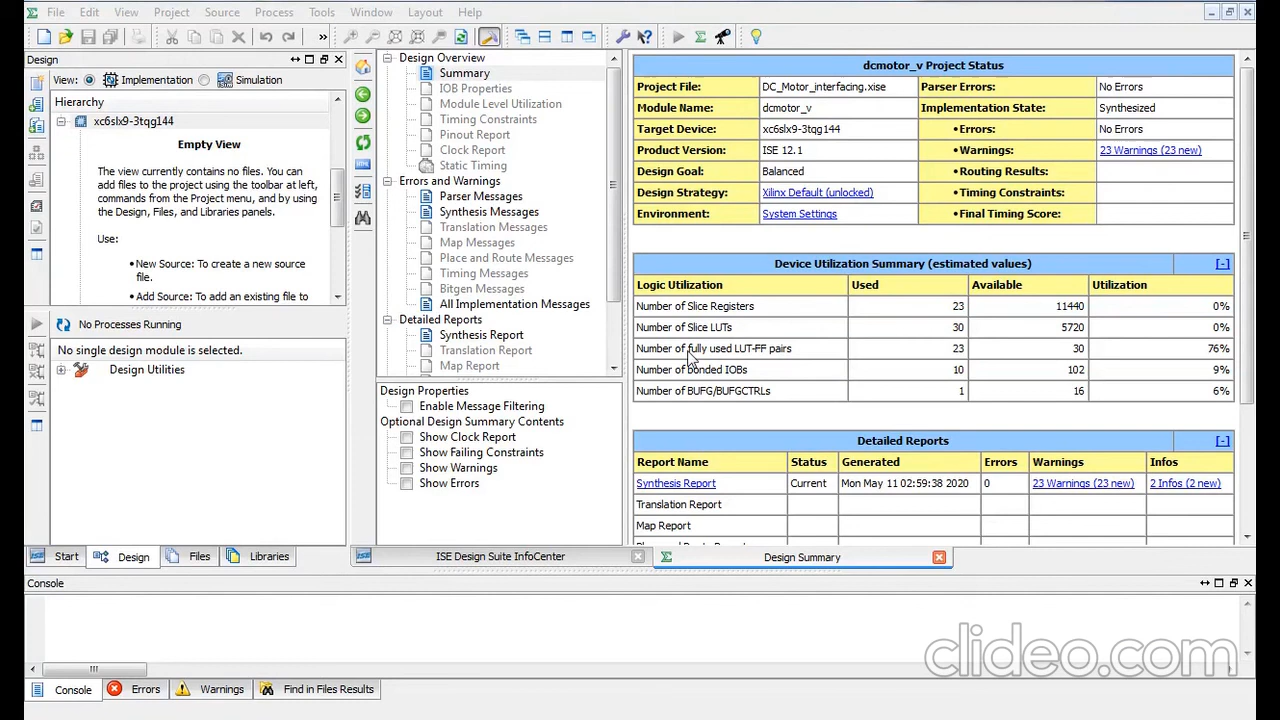 File Edit View Project Source Process Tools Window Layout Help
»
Design
View: Implementation Simulation
Hierarchy
xc6slx9-3tqg144
Empty View
The view currently contains no files. You can
add files to the project using the toolbar at left,
commands from the Project menu, and by using
the Design, Files, and Libraries panels.
Use:
•New Source: To create a new source
file.
•Add Source: To add an existing file to
No Processes Running
No single design module is selected.
Design Utilities
Start Design Files Libraries
Design Overview
Summary
IOB Properties
Module Level Utilization
Timing Constraints
Pinout Report
Clock Report
Static Timing
Errors and Warnings
Parser Messages
Synthesis Messages
Translation Messages
Map Messages
Place and Route Messages
Timing Messages
Bitgen Messages
All Implementation Messages
Detailed Reports
Synthesis Report
Translation Report
Map Report
Design Properties
Enable Message Filtering
Optional Design Summary Contents
Show Clock Report
Show Failing Constraints
Show Warnings
Show Errors
dcmotor_v Project Status
Project File: DC_Motor_interfacing.xise Parser Errors: No Errors
Module Name: dcmotor_v Implementation State: Synthesized
Target Device: xc6slx9-3tqg144 •Errors: No Errors
Product Version: ISE 12.1 •Warnings: 23 Warnings (23 new)
Design Goal: Balanced •Routing Results:
Design Strategy: Xilinx Default (unlocked) •Timing Constraints:
Environment: System Settings •Final Timing Score:
Device Utilization Summary (estimated values) [-]
Logic Utilization Used Available Utilization
Number of Slice Registers 23 11440 0%
Number of Slice LUTs 30 5720 0%
Number of fully used LUT-FF pairs 23 30 76%
Number of bonded IOBs 10 102 9%
Number of BUFG/BUFGCTRLs 1 16 6%
Detailed Reports [-]
Report Name Status Generated Errors Warnings Infos
Synthesis Report Current Mon May 11 02:59:38 2020 0 23 Warnings (23 new) 2 Infos (2 new)
Translation Report
Map Report
ISE Design Suite InfoCenter Design Summary
Console
clideo.com
Console Errors Warnings Find in Files Results